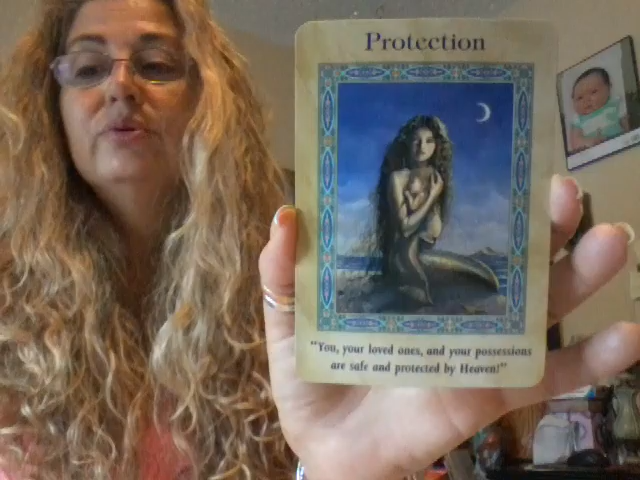 Protection
"You, your loved ones, and your possessions
are safe and protected by Heaven!"